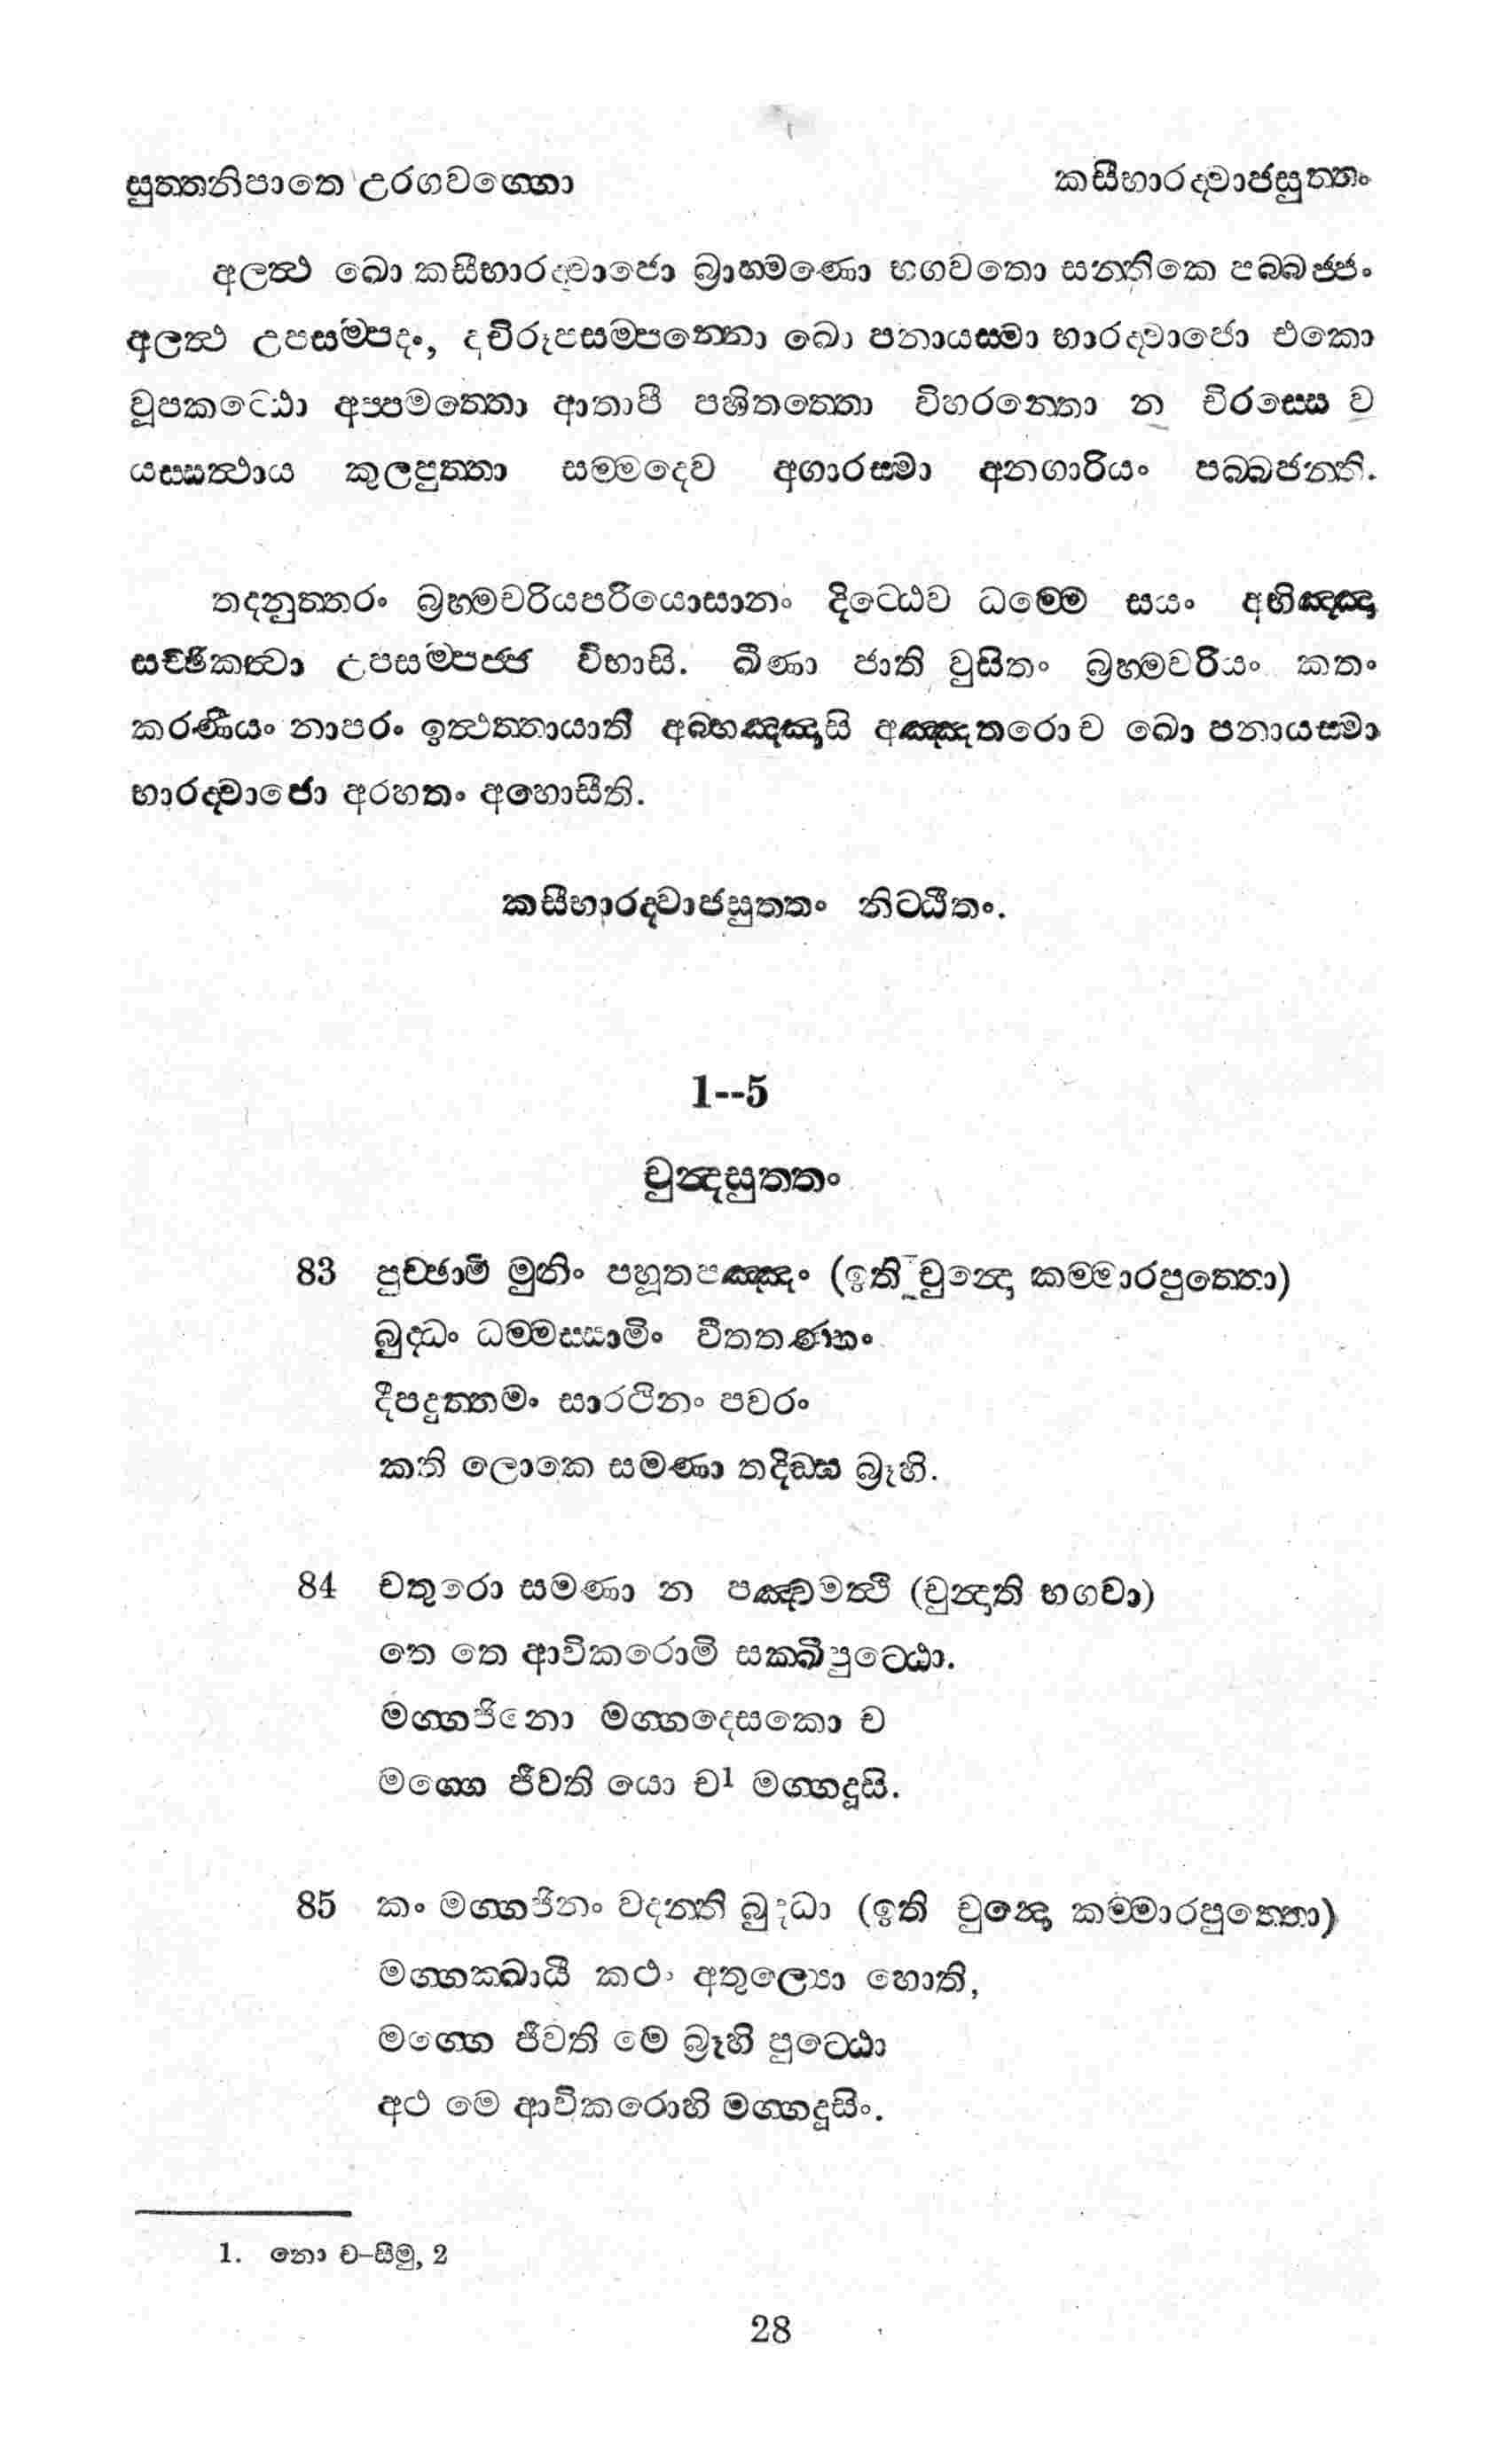 සුත්තනිපාතෙ උරගවග්ගො
කසීභාරද්වාජසුත්තං
අලත්ථ ඛො කසීභාරද්වාජො බ්‍රාහ්මණො භගවතො සන්තිකෙ පබ්බජ්ජං
අලත්ථ උපසම්පදං, දචිරූපසම්පන්නො ඛො පනායස්මා භාරද්වාජො එකො
වූපකට්ඨො අප්පමත්තො ආතාපී පහිතත්තො විහරන්තො න චිරස්සෙ ව
යස්සත්ථාය කුලපුත්තා සම්මදෙව අගාරස්මා අනගාරියං පබ්බජන්ති.
තදනුත්තරං බ්‍රහ්මචරියපරියොසානං දිට්ඨෙව ධම්මෙ සයං අභිඤ්ඤා
සච්ඡිකත්වා උපසම්පජ්ජ විහාසි. ඛීණා ජාති වුසිතං බ්‍රහ්මචරියං කතං
කරණීයං නාපරං ඉත්ථත්තායාති අබ්භඤ්ඤාසි අඤ්ඤතරො ච ඛො පනායස්මා
භාරද්වාජො අරහතං අහොසීති.
කසීභාරද්වාජසුත්තං නිට්ඨීතං.
1--5
චුන්දසුත්තං
83 පුච්ඡාමි මුනිං පහූතපඤ්ඤං (ඉති චුන්දො කම්මාරපුත්තො)
බුද්ධං ධම්මස්සාමිං වීතතණ්හං
දීපදුත්තමං සාරථිනං පවරං
කති ලොකෙ සමණා තදිඞ්ඝ බ්‍රූහි.
84 චතුරො සමණා න පඤ්චමත්ථි (චුන්දාති භගවා)
තෙ තෙ ආවිකරොමි සක්ඛීපුට්ඨො.
මග්ගජිනො මග්ගදෙසකො ච
මග්ගෙ ජීවති යො ච1 මග්ගදූසි.
85 කං මග්ගජිනං වදන්ති බුද්ධා (ඉති චුන්දො කම්මාරපුත්තො)
මග්ගක්ඛායී කථං අතුල්‍යො හොති,
මග්ගෙ ජීවති මෙ බ්‍රූහි පුට්ඨො
අථ මෙ ආවිකරොහි මග්ගදූසිං.
1. නො ච-සීමු, 2
28